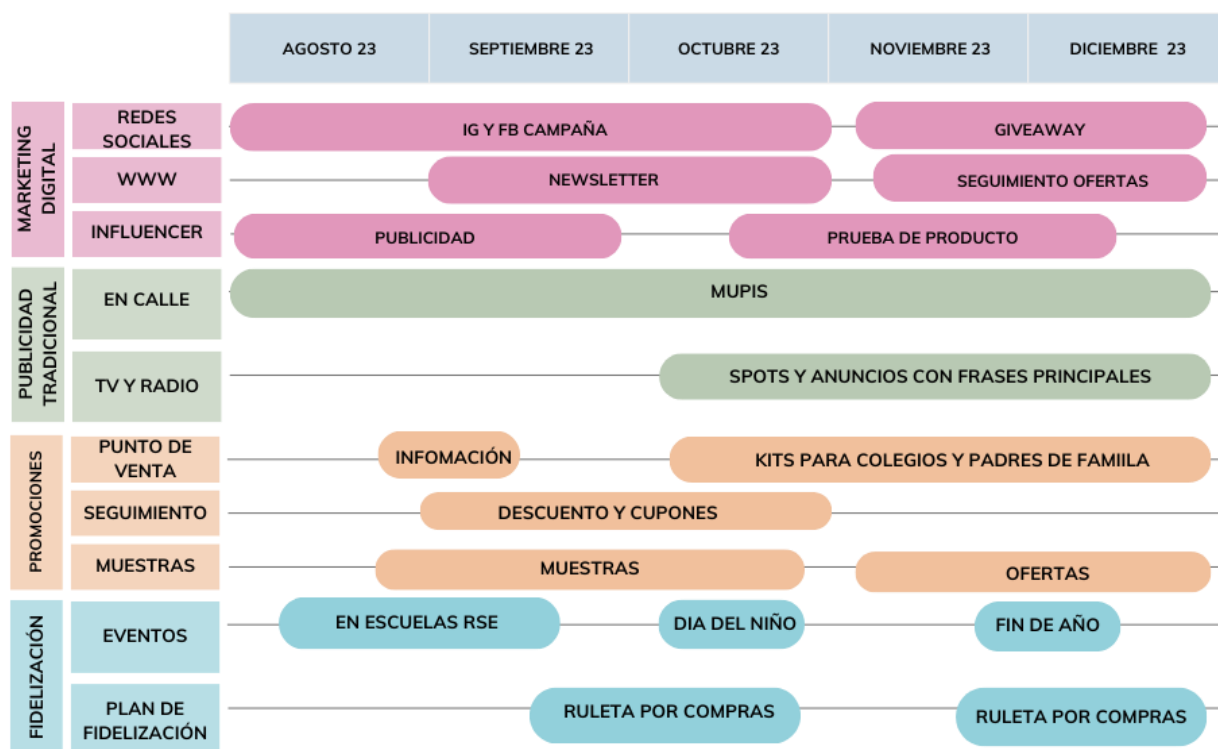 AGOSTO 23
SEPTIEMBRE 23
OCTUBRE 23
NOVIEMBRE 23
DICIEMBRE 23
MARKETING
DIGITAL
REDES
SOCIALES
IG Y FB CAMPAÑA
GIVEAWAY
WWW
NEWSLETTER
SEGUIMIENTO OFERTAS
INFLUENCER
PUBLICIDAD
PRUEBA DE PRODUCTO
PUBLICIDAD
TRADICIONAL
EN CALLE
MUPIS
TV Y RADIO
SPOTS Y ANUNCIOS CON FRASES PRINCIPALES
PROMOCIONES
PUNTO DE
VENTA
INFOMACIÓN
KITS PARA COLEGIOS Y PADRES DE FAMIILA
SEGUIMIENTO
DESCUENTO Y CUPONES
MUESTRAS
MUESTRAS
OFERTAS
FIDELIZACIÓN
EVENTOS
EN ESCUELAS RSE
DIA DEL NIÑO
FIN DE AÑO
PLAN DE
FIDELIZACIÓN
RULETA POR COMPRAS
RULETA POR COMPRAS